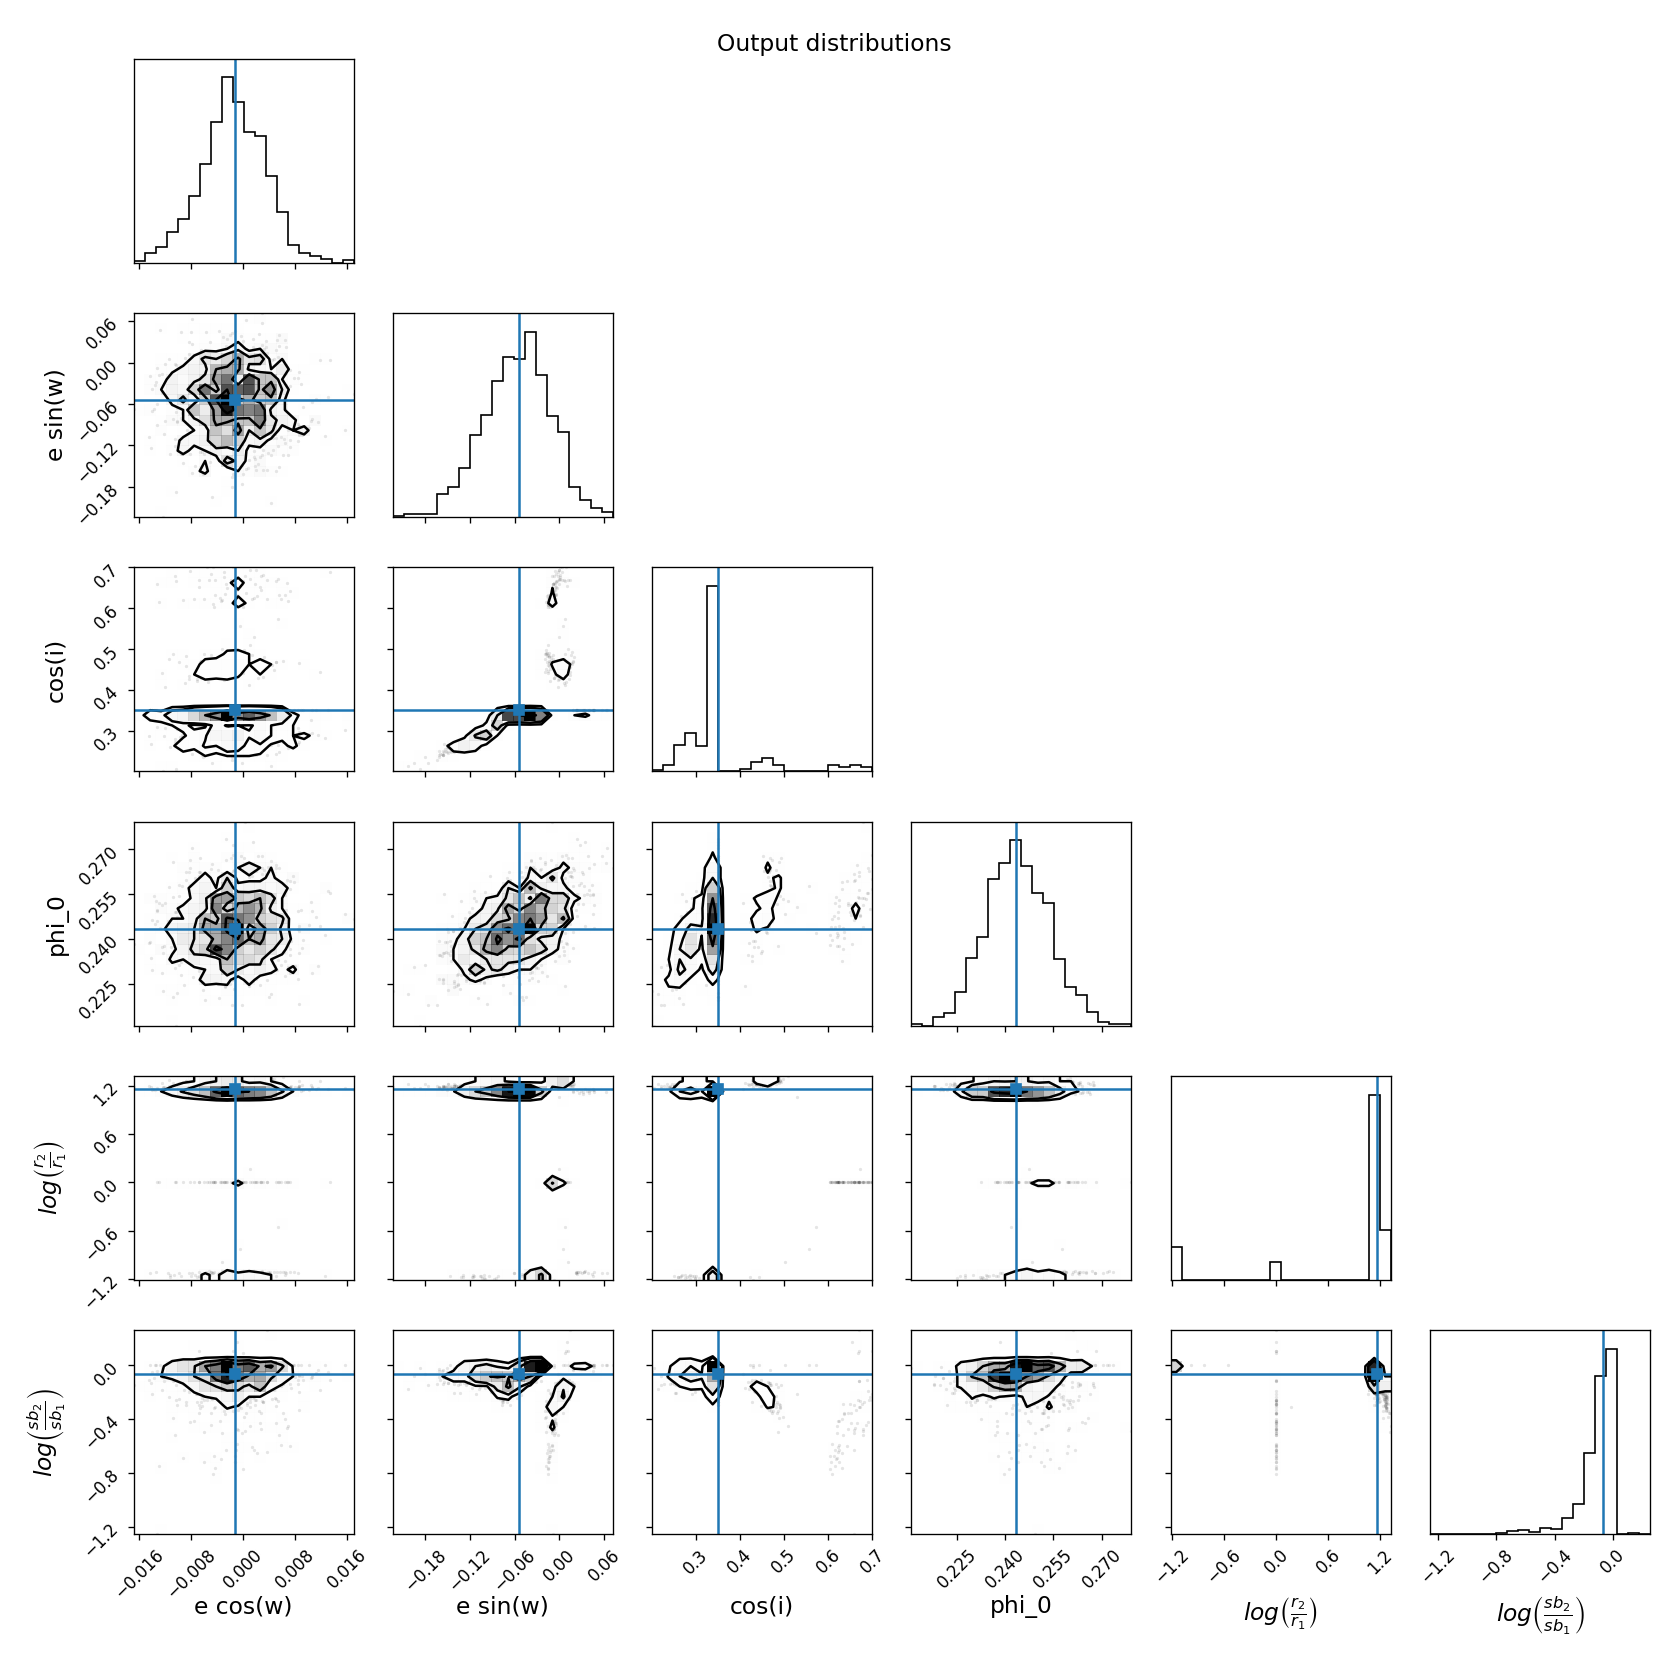 Output distributions
e sin(w)
0.06
0.00
−0.06
−0.12
−0.18
cos(i)
0.7
0.6
0.5
0.4
0.3
phi_0
0.270
0.255
0.240
0.225
log(r₂/r₁)
1.2
0.6
0.0
−0.6
−1.2
log(sb₂/sb₁)
0.0
−0.4
−0.8
−1.2
−0.016 −0.008 0.000 0.008 0.016
e cos(w)
−0.18 −0.12 −0.06 0.00 0.06
e sin(w)
0.3 0.4 0.5 0.6 0.7
cos(i)
0.225 0.240 0.255 0.270
phi_0
−1.2 −0.6 0.0 0.6 1.2
log(r₂/r₁)
−1.2 −0.8 −0.4 0.0
log(sb₂/sb₁)